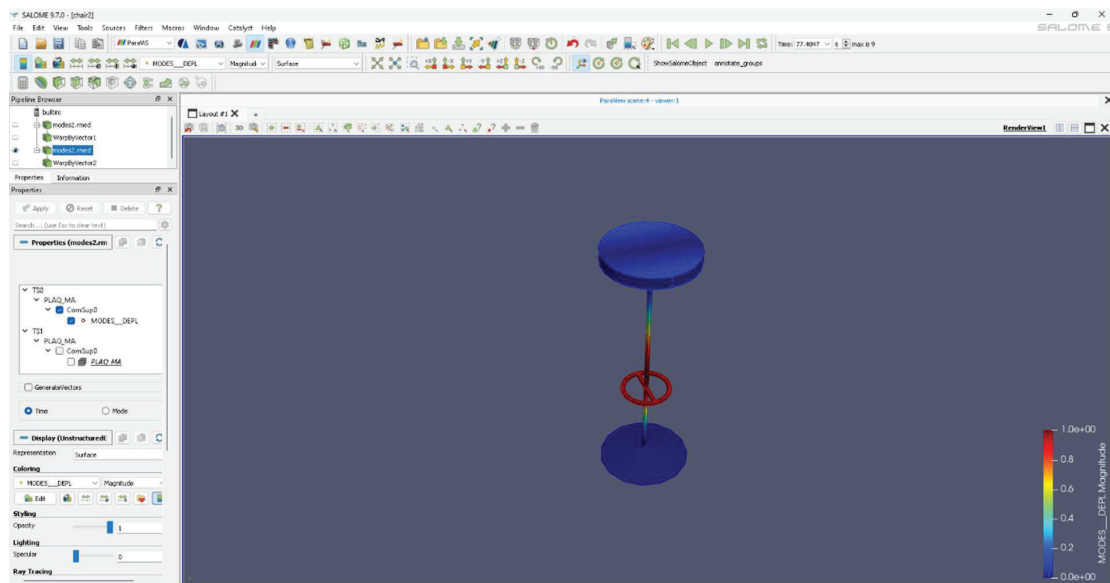 SALOME 9.7.0 - [chair2]
File Edit View Tools Sources Filters Macros Window Catalyst Help
SALOME 9
ParaViS
Time: 77.4047 6 max is 9
MODES__DEPL Magnitud Surface
ShowSalomeObject annotate_groups
Pipeline Browser
ParaView scene:4 - viewer:1
builtin:
modes2.rmed
WarpByVector1
modes2.rmed
WarpByVector2
Layout #1
3D
RenderView1
Properties Information
Properties
Apply Reset Delete ?
Search ... (use Esc to clear text)
Properties (modes2.rm
TS0
PLAQ_MA
ComSup0
MODES__DEPL
TS1
PLAQ_MA
ComSup0
PLAQ_MA
GenerateVectors
Time Mode
Display (UnstructuredG
Representation Surface
Coloring
MODES__DEPL Magnitude
Edit
Styling
Opacity 1
Lighting
Specular 0
Ray Tracing
1.0e+00
0.8
0.6
0.4
0.2
0.0e+00
MODES__DEPL Magnitude